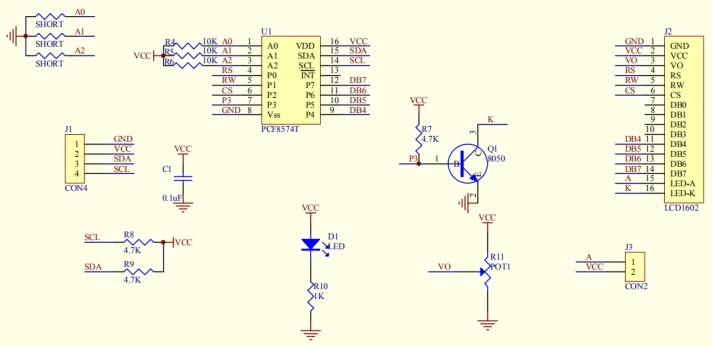 A0
SHORT
A1
SHORT
A2
SHORT
VCC
R4 10K A0
R5 10K A1
R6 10K A2
RS
RW
CS
P3
GND
U1
1 A0 VDD 16 VCC
2 A1 SDA 15 SDA
3 A2 SCL 14 SCL
4 P0 INT 13
5 P1 P7 12 DB7
6 P2 P6 11 DB6
7 P3 P5 10 DB5
8 Vss P4 9 DB4
PCF8574T
J1
1 GND
2 VCC
3 SDA
4 SCL
CON4
VCC
C1
0.1uF
VCC
R7
4.7K
P3 1 B
3 C
K
E 2
Q1
8050
J2
GND 1 GND
VCC 2 VCC
VO 3 VO
RS 4 RS
RW 5 RW
CS 6 CS
7 DB0
8 DB1
9 DB2
10 DB3
DB4 11 DB4
DB5 12 DB5
DB6 13 DB6
DB7 14 DB7
A 15 LED-A
K 16 LED-K
LCD1602
SCL R8 VCC
4.7K
SDA R9
4.7K
VCC
D1
LED
R10
1K
VCC
R11
POT1
VO
J3
A 1
VCC 2
CON2